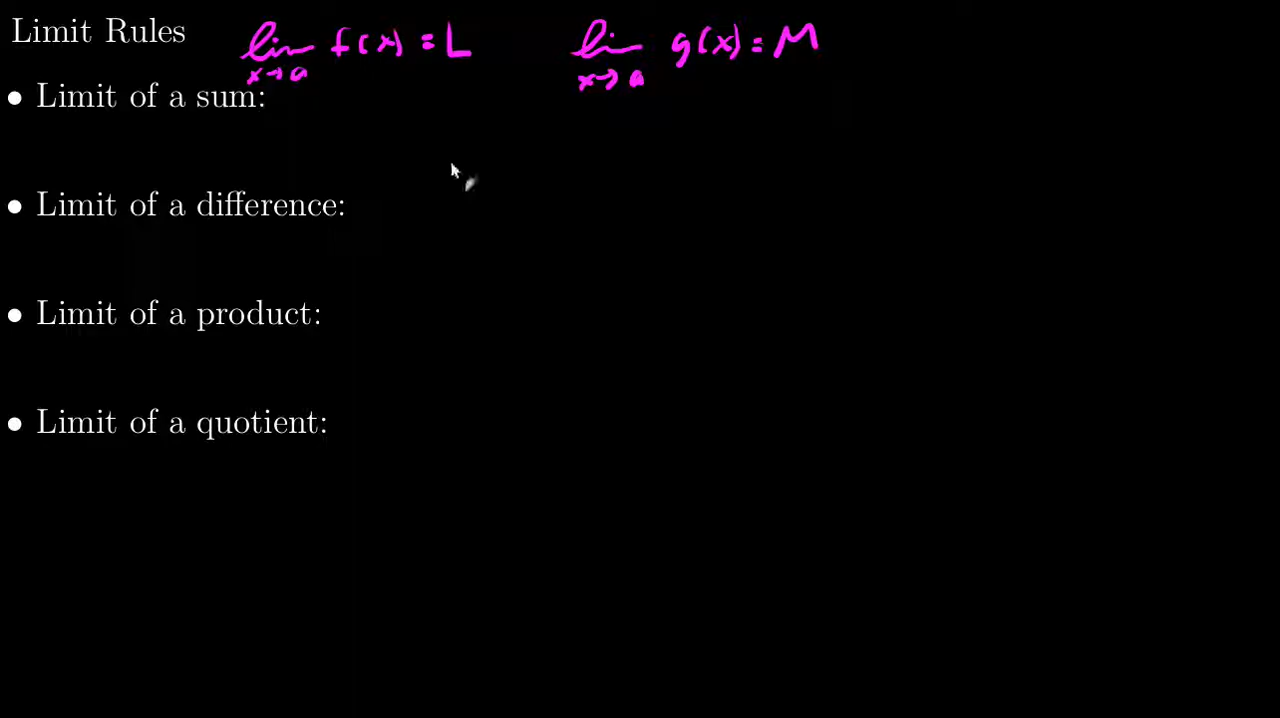 Limit Rules lim x→a f(x) = L lim x→a g(x) = M
• Limit of a sum:
• Limit of a difference:
• Limit of a product:
• Limit of a quotient: